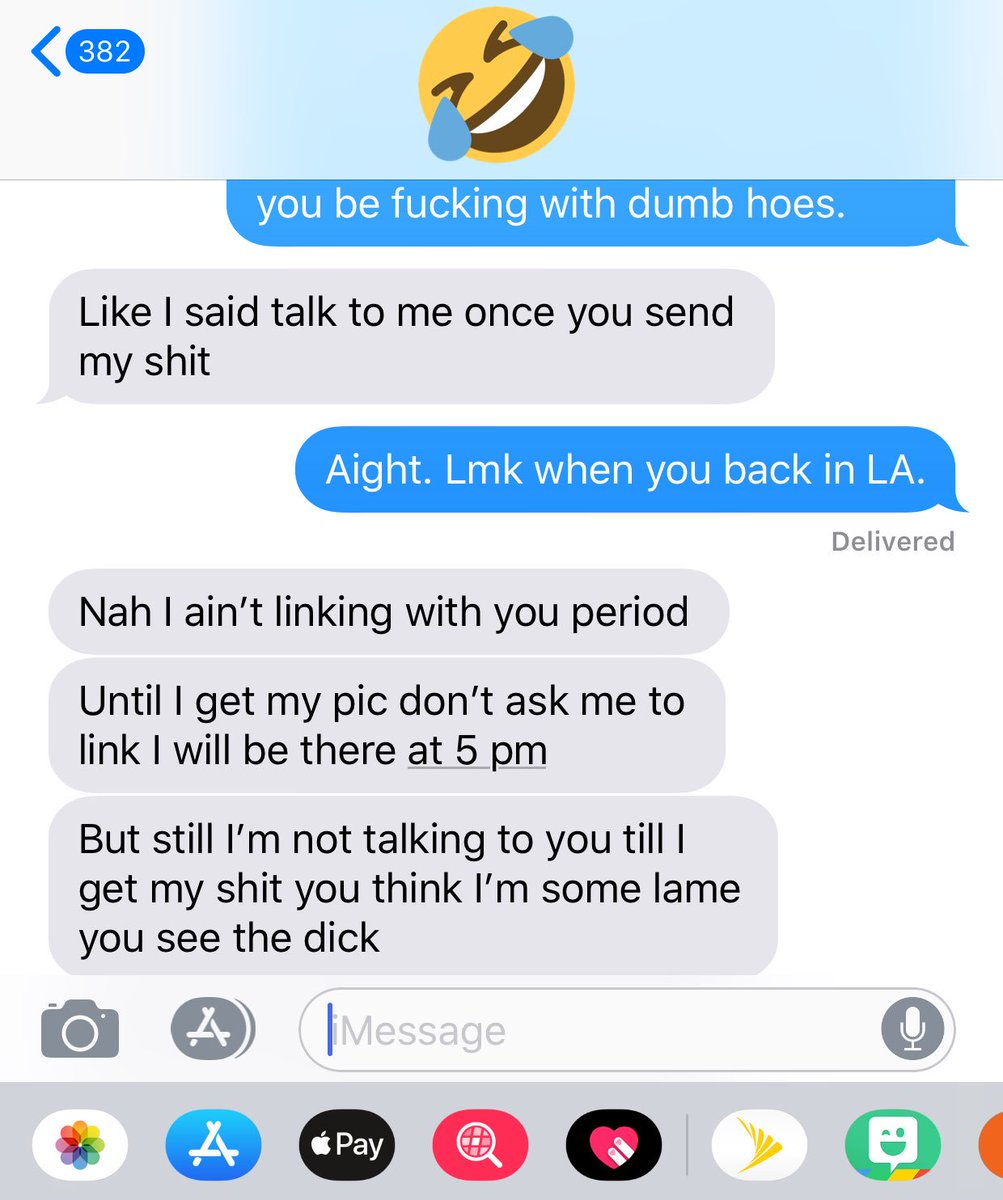 382
you be fucking with dumb hoes.
Like I said talk to me once you send
my shit
Aight. Lmk when you back in LA.
Delivered
Nah I ain’t linking with you period
Until I get my pic don’t ask me to
link I will be there at 5 pm
But still I’m not talking to you till I
get my shit you think I’m some lame
you see the dick
iMessage
Pay